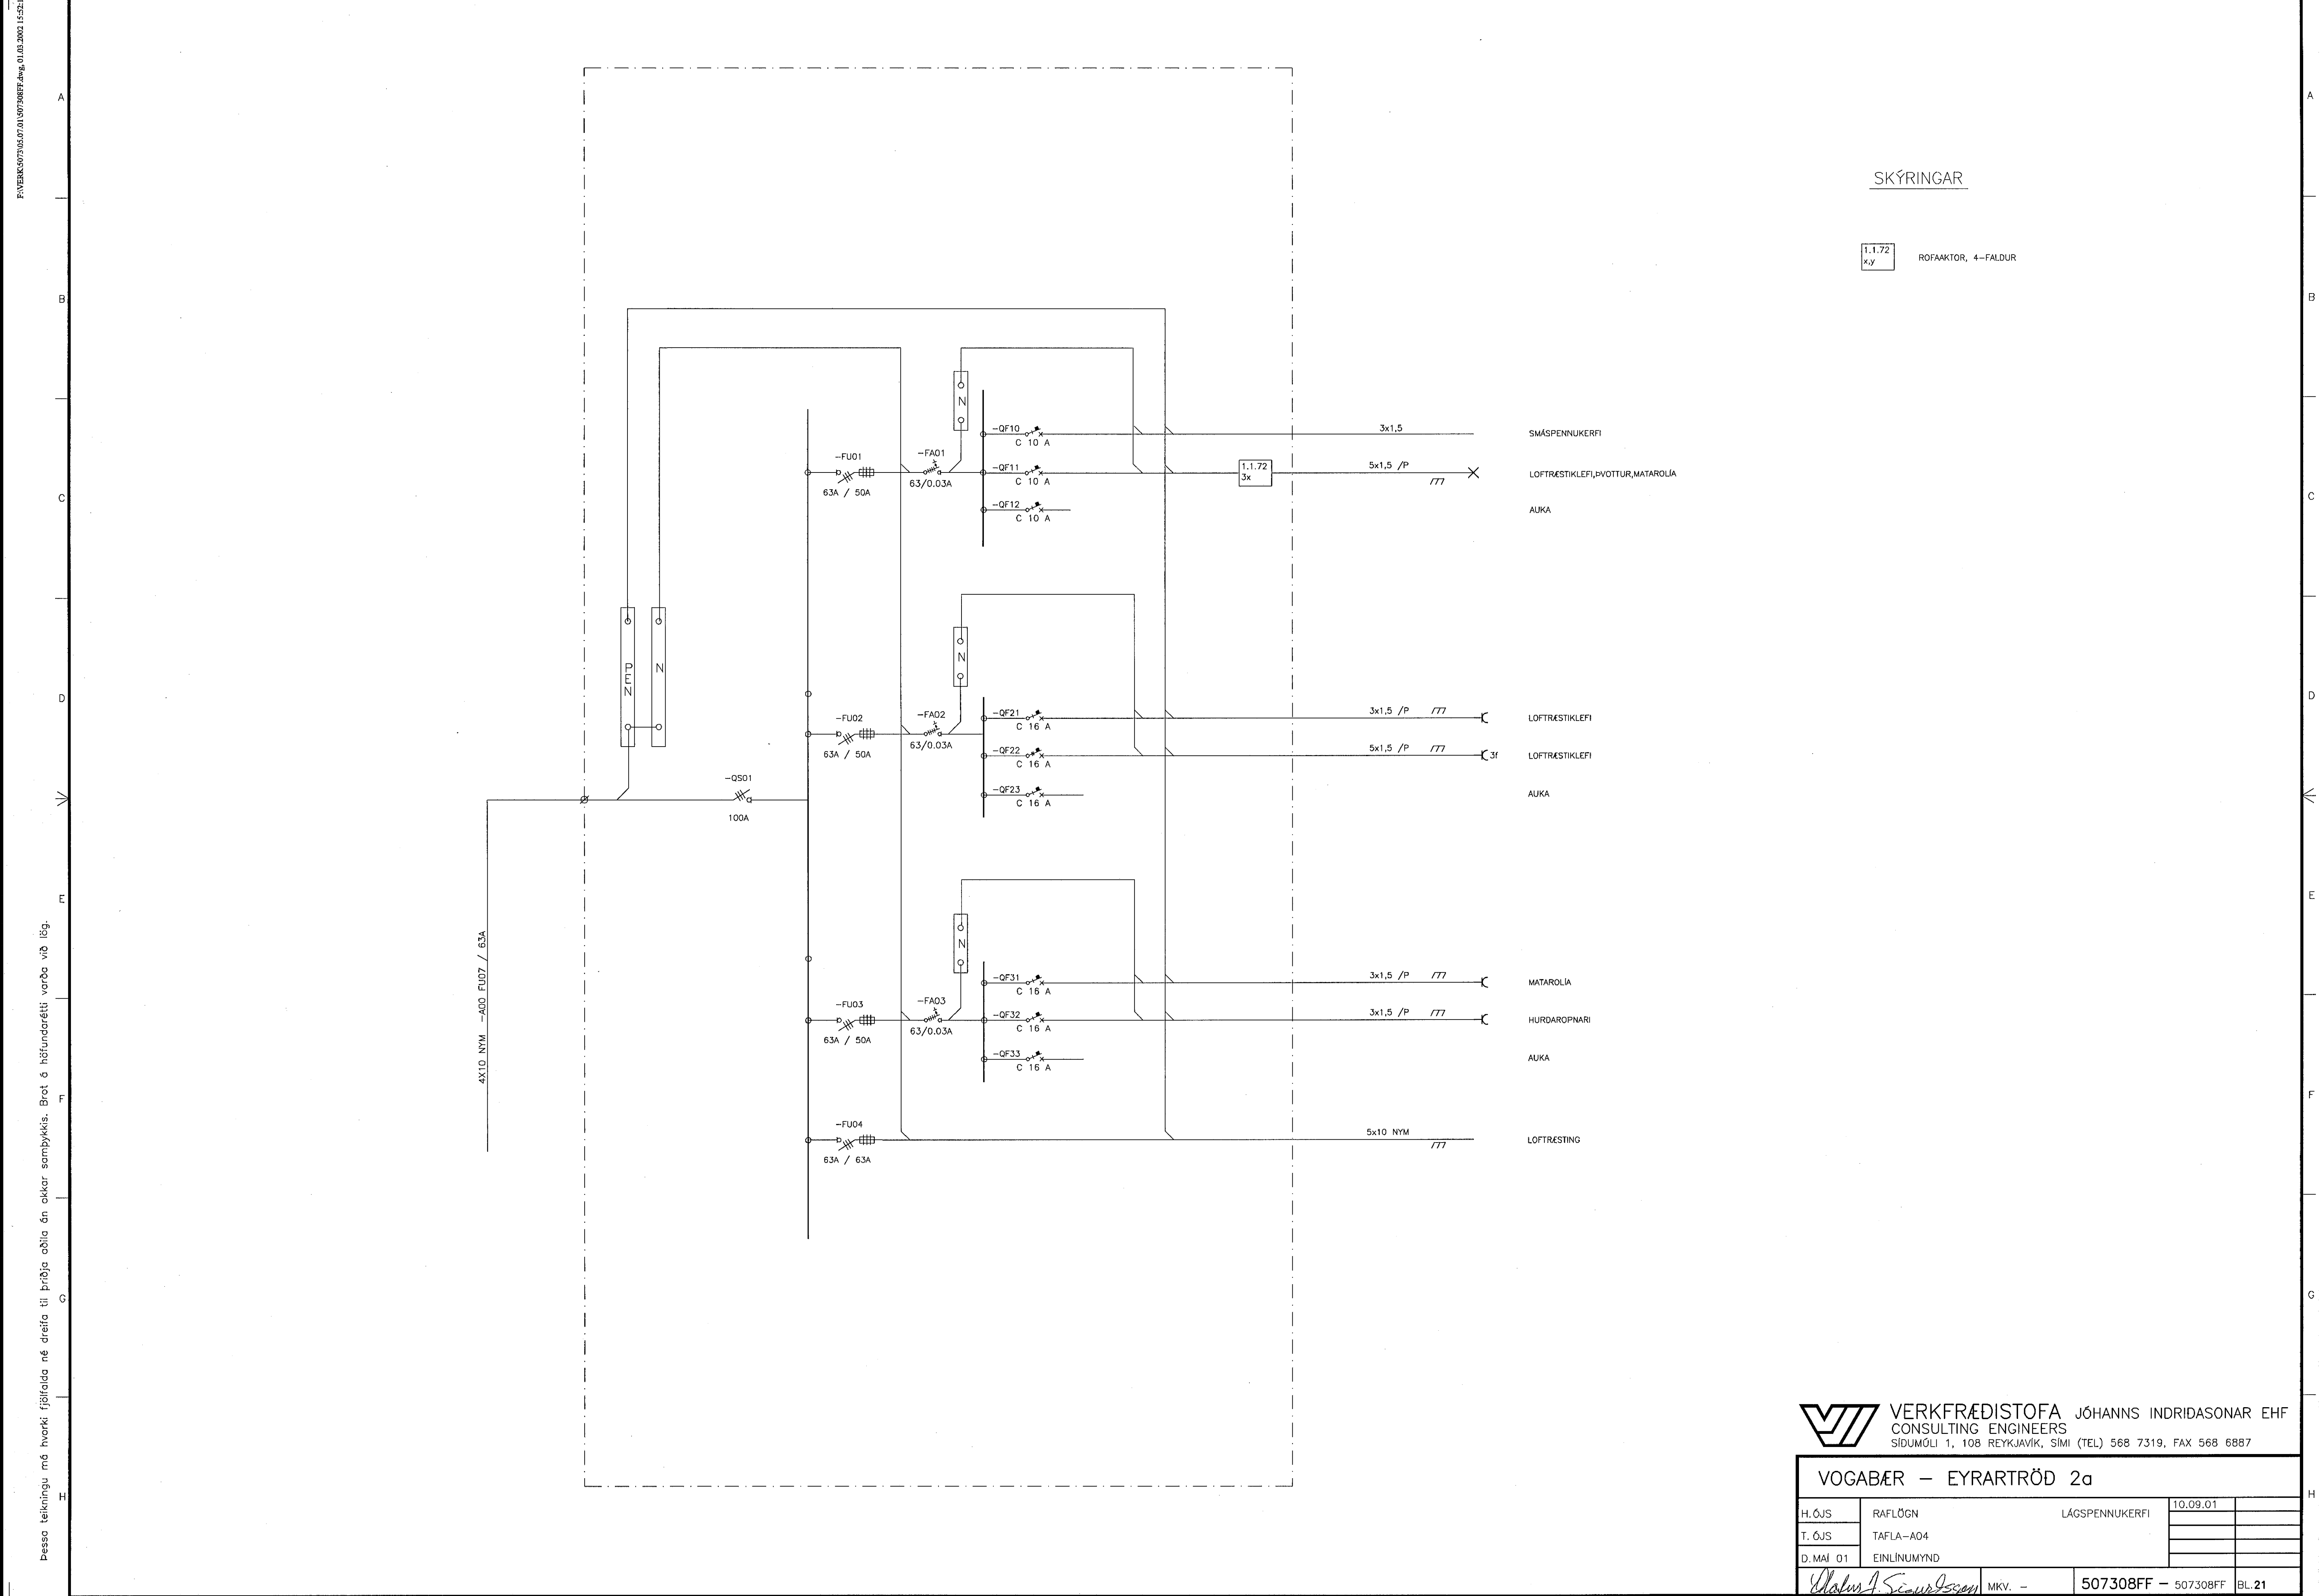 P:\VERK\5073\05.07.01\507308FF.dwg, 01.03.2002 15:52:1
Þessa teikningu má hvorki fjölfalda né dreifa til þriðja aðila án okkar samþykkis. Brot á höfundarétti varða við lög.
A
B
C
D
E
F
G
H
A
B
C
D
E
F
G
H
SKÝRINGAR
1.1.72
x,y
ROFAAKTOR, 4-FALDUR
N
-QF10
C 10 A
3x1,5
SMÁSPENNUKERFI
-FU01
63A / 50A
-FA01
63/0.03A
-QF11
C 10 A
1.1.72
3x
5x1,5 /P
LOFTRÆSTIKLEFI,ÞVOTTUR,MATAROLÍA
-QF12
C 10 A
AUKA
PEN
N
N
-QF21
C 16 A
3x1,5 /P
LOFTRÆSTIKLEFI
-FU02
63A / 50A
-FA02
63/0.03A
-QF22
C 16 A
5x1,5 /P
3f
LOFTRÆSTIKLEFI
-QF23
C 16 A
AUKA
-QS01
100A
4X10 NYM -A00 FU07 / 63A
N
-QF31
C 16 A
3x1,5 /P
MATAROLÍA
-FU03
63A / 50A
-FA03
63/0.03A
-QF32
C 16 A
3x1,5 /P
HURDAROPNARI
-QF33
C 16 A
AUKA
-FU04
63A / 63A
5x10 NYM
LOFTRÆSTING
VERKFRÆÐISTOFA JÓHANNS INDRIÐASONAR EHF
CONSULTING ENGINEERS
SÍÐUMÚLI 1, 108 REYKJAVÍK, SÍMI (TEL) 568 7319, FAX 568 6887
VOGABÆR - EYRARTRÖÐ 2a
H.ÓJS RAFLÖGN LÁGSPENNUKERFI 10.09.01
T. ÓJS TAFLA-A04
D. MAÍ 01 EINLÍNUMYND
MKV. - 507308FF - 507308FF BL.21